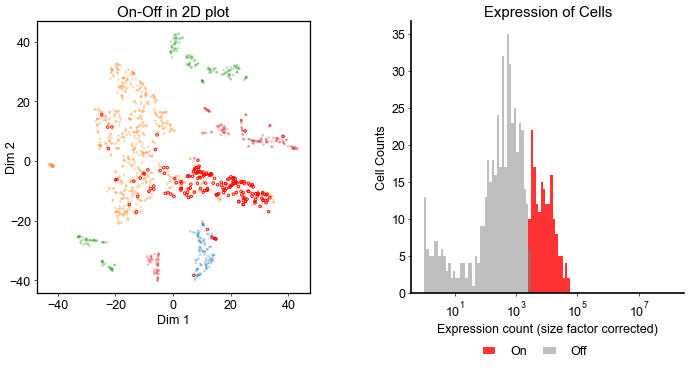 On-Off in 2D plot
Dim 2
40
20
0
−20
−40
−40 −20 0 20 40
Dim 1
Expression of Cells
Cell Counts
35
30
25
20
15
10
5
0
10^1 10^3 10^5 10^7
Expression count (size factor corrected)
On Off